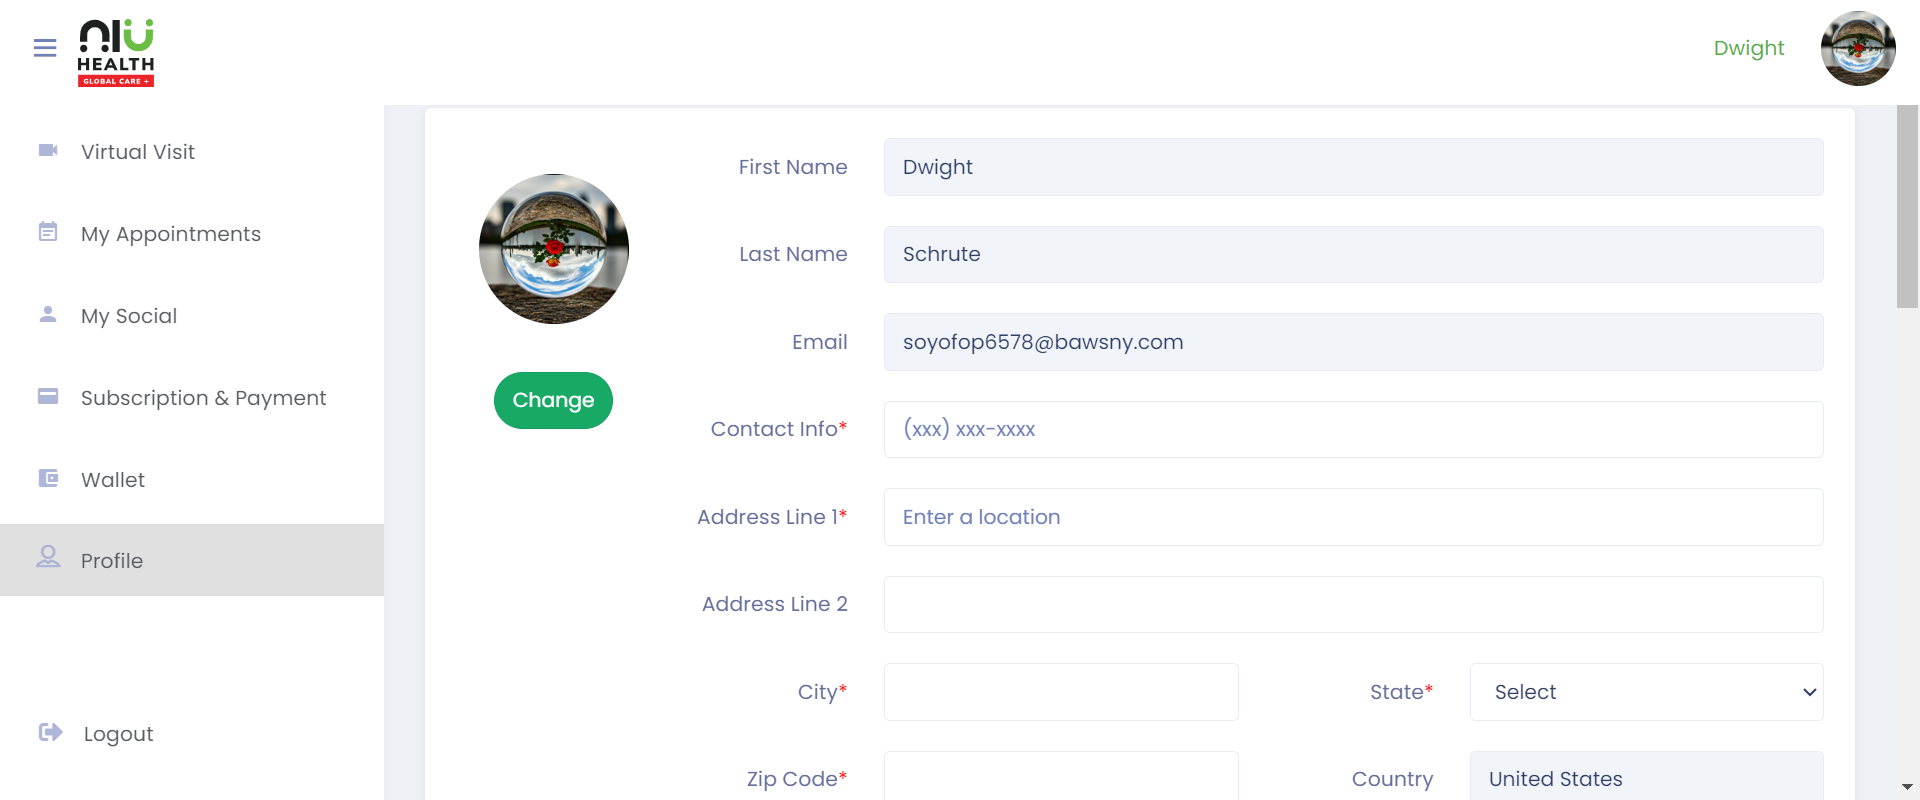 NIU
HEALTH
GLOBAL CARE +
Dwight
Virtual Visit
My Appointments
My Social
Subscription & Payment
Wallet
Profile
Logout
Change
First Name
Dwight
Last Name
Schrute
Email
soyofop6578@bawsny.com
Contact Info*
(xxx) xxx-xxxx
Address Line 1*
Enter a location
Address Line 2
City*
State*
Select
Zip Code*
Country
United States